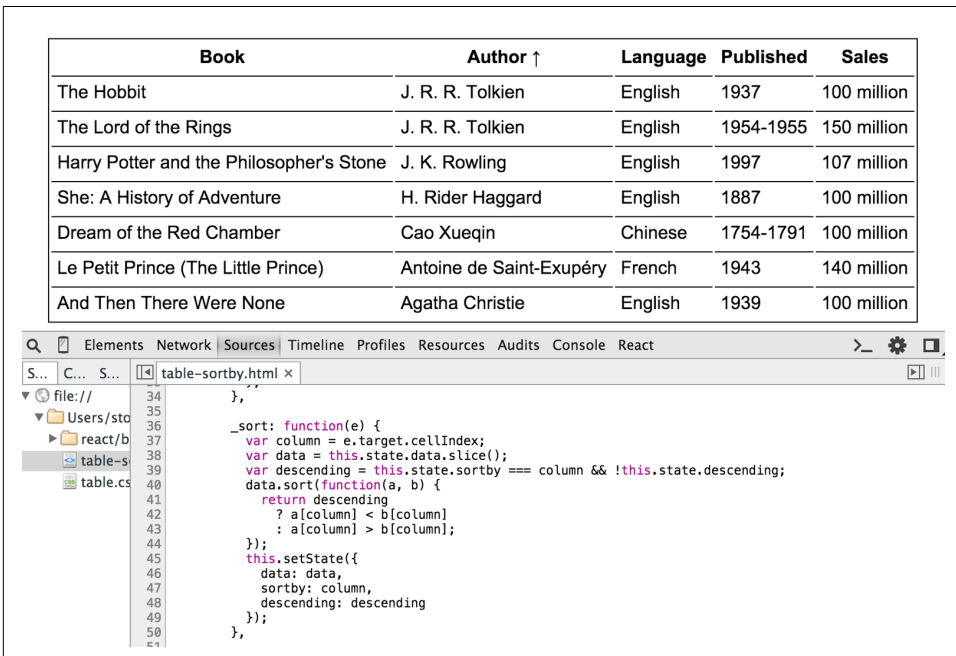 Book Author ↑ Language Published Sales
The Hobbit J. R. R. Tolkien English 1937 100 million
The Lord of the Rings J. R. R. Tolkien English 1954-1955 150 million
Harry Potter and the Philosopher's Stone J. K. Rowling English 1997 107 million
She: A History of Adventure H. Rider Haggard English 1887 100 million
Dream of the Red Chamber Cao Xueqin Chinese 1754-1791 100 million
Le Petit Prince (The Little Prince) Antoine de Saint-Exupéry French 1943 140 million
And Then There Were None Agatha Christie English 1939 100 million
Elements Network Sources Timeline Profiles Resources Audits Console React
S... C... S... table-sortby.html ×
file://
Users/sto
react/b
table-s
table.cs
34 },
35
36 _sort: function(e) {
37 var column = e.target.cellIndex;
38 var data = this.state.data.slice();
39 var descending = this.state.sortby === column && !this.state.descending;
40 data.sort(function(a, b) {
41 return descending
42 ? a[column] < b[column]
43 : a[column] > b[column];
44 });
45 this.setState({
46 data: data,
47 sortby: column,
48 descending: descending
49 });
50 },